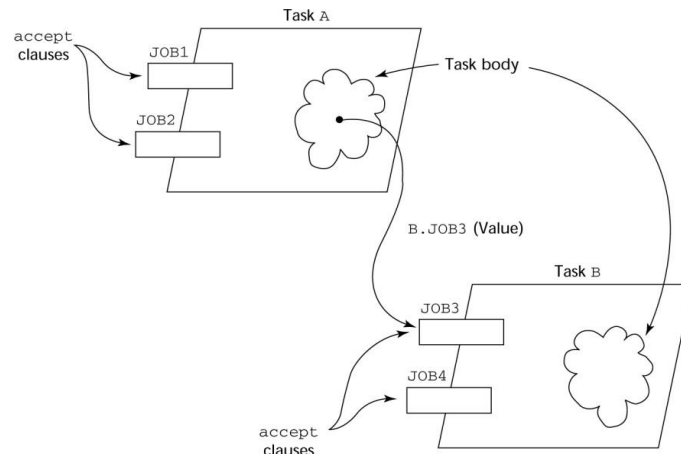 Task A
accept
clauses
JOB1
Task body
JOB2
B.JOB3 (Value)
Task B
JOB3
JOB4
accept
clauses